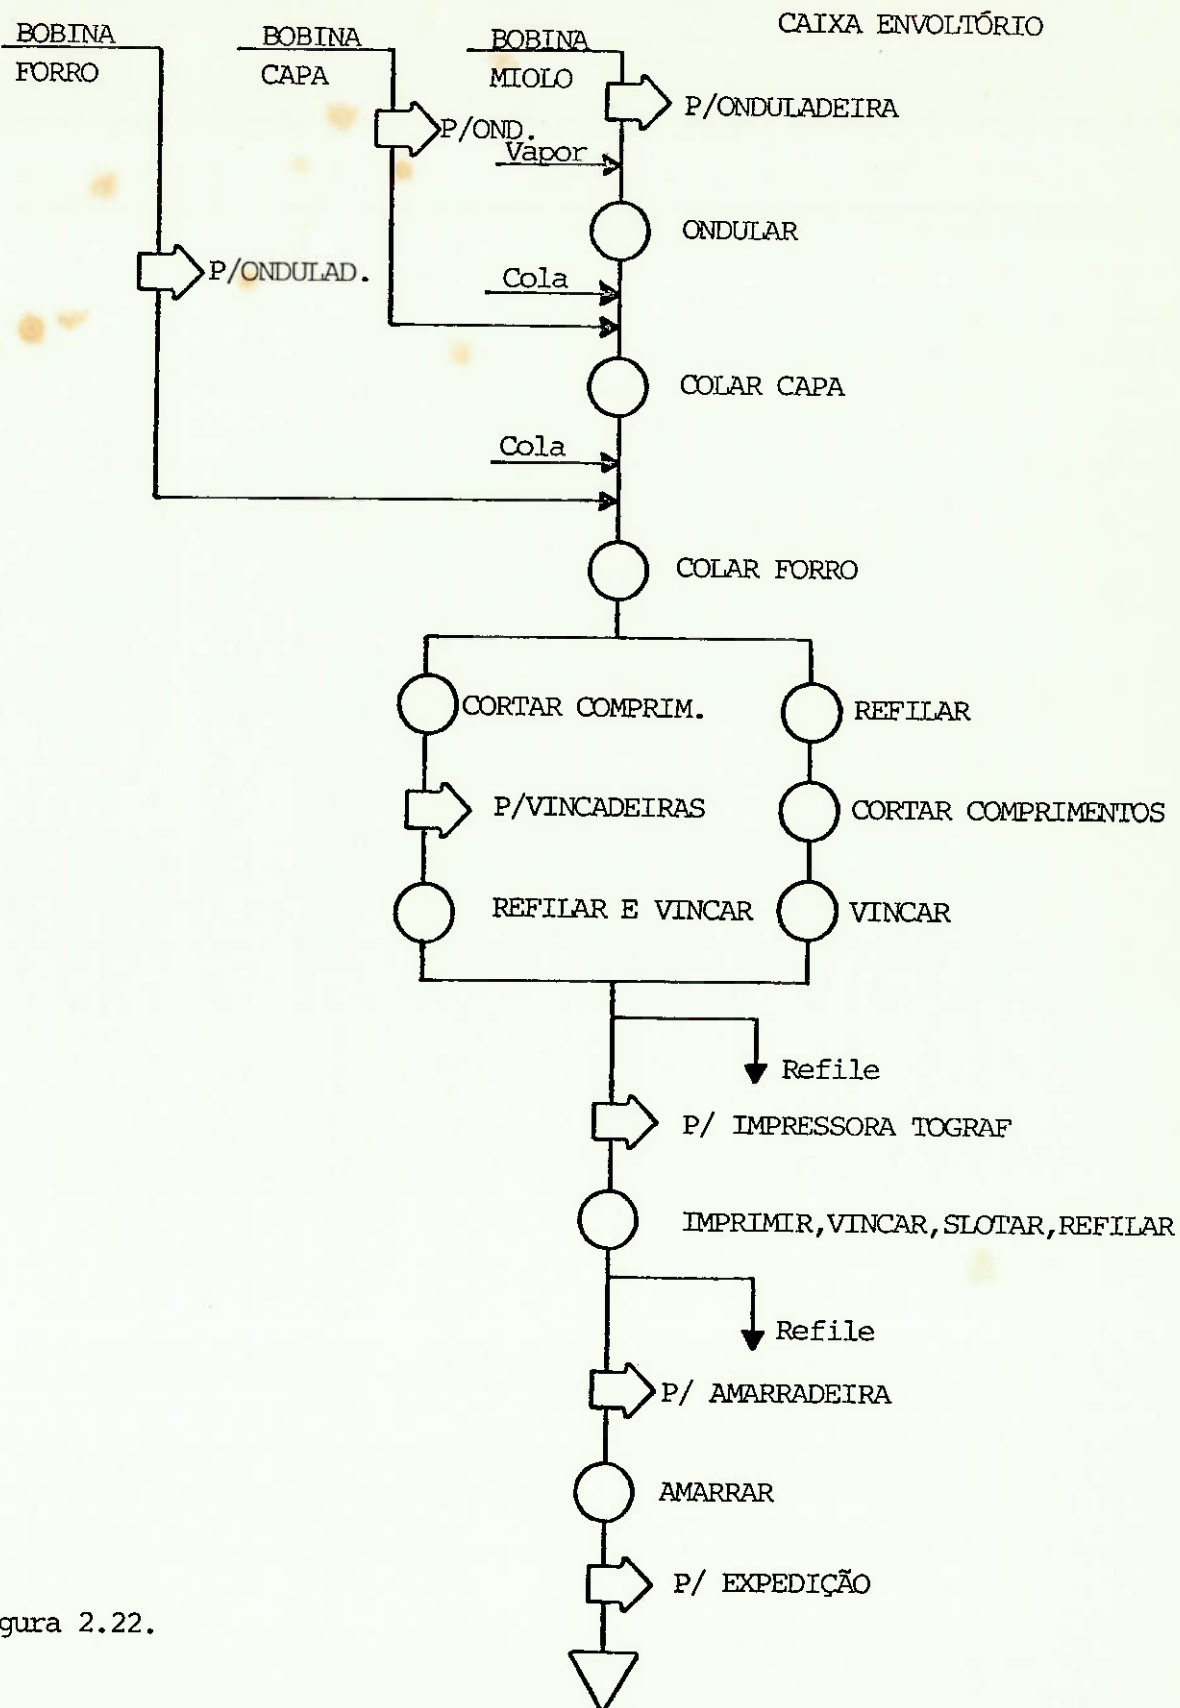 CAIXA ENVOLTÓRIO
BOBINA
FORRO
BOBINA
CAPA
BOBINA
MIOLO
P/ONDULADEIRA
P/OND.
Vapor
ONDULAR
P/ONDULAD.
Cola
COLAR CAPA
Cola
COLAR FORRO
CORTAR COMPRIM.
REFILAR
P/VINCADEIRAS
CORTAR COMPRIMENTOS
REFILAR E VINCAR
VINCAR
Refile
P/ IMPRESSORA TOGRAF
IMPRIMIR,VINCAR,SLOTAR,REFILAR
Refile
P/ AMARRADEIRA
AMARRAR
P/ EXPEDIÇÃO
gura 2.22.